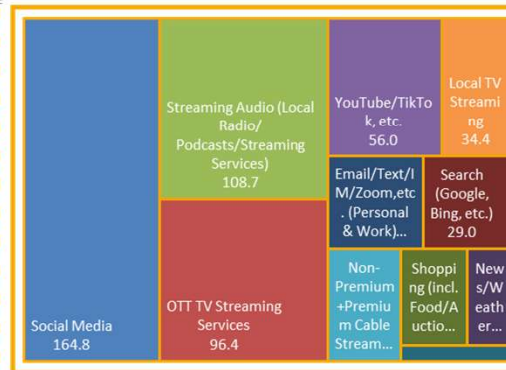 Social Media
164.8
Streaming Audio (Local
Radio/
Podcasts/Streaming
Services)
108.7
OTT TV Streaming
Services
96.4
YouTube/TikTo
k, etc.
56.0
Local TV
Streami
ng
34.4
Email/Text/I
M/Zoom,etc
. (Personal
& Work)...
Search
(Google,
Bing, etc.)
29.0
Non-
Premium
+Premiu
m Cable
Stream...
Shoppi
ng (incl.
Food/A
uctio...
New
s/W
eath
er...